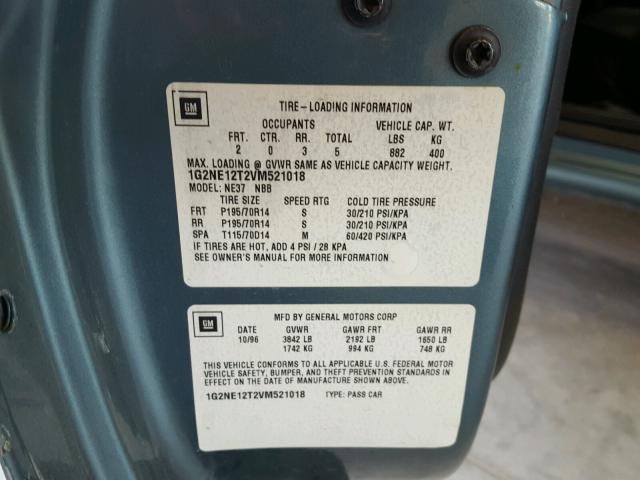 GM
TIRE-LOADING INFORMATION
OCCUPANTS VEHICLE CAP. WT.
FRT. CTR. RR. TOTAL LBS KG
2 0 3 5 882 400
MAX. LOADING @ GVWR SAME AS VEHICLE CAPACITY WEIGHT.
1G2NE12T2VM521018
MODEL: NE37 NBB
TIRE SIZE SPEED RTG COLD TIRE PRESSURE
FRT P195/70R14 S 30/210 PSI/KPA
RR P195/70R14 S 30/210 PSI/KPA
SPA T115/70D14 M 60/420 PSI/KPA
IF TIRES ARE HOT, ADD 4 PSI / 28 KPA
SEE OWNER'S MANUAL FOR MORE INFORMATION
GM
MFD BY GENERAL MOTORS CORP
DATE GVWR GAWR FRT GAWR RR
10/96 3842 LB 2192 LB 1650 LB
1742 KG 994 KG 748 KG
THIS VEHICLE CONFORMS TO ALL APPLICABLE U.S. FEDERAL MOTOR
VEHICLE SAFETY, BUMPER, AND THEFT PREVENTION STANDARDS IN
EFFECT ON THE DATE OF MANUFACTURE SHOWN ABOVE.
1G2NE12T2VM521018 TYPE: PASS CAR